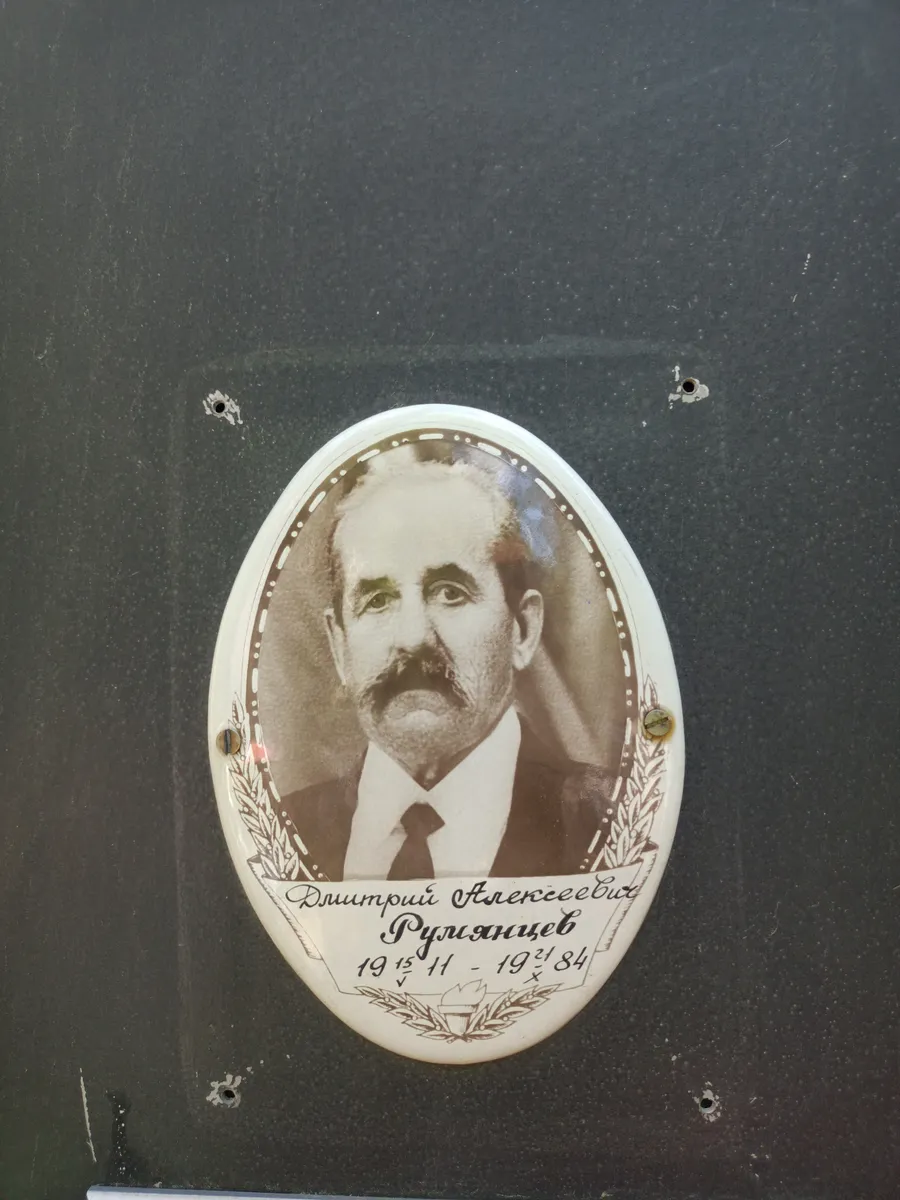 Дмитрий Алексеевич
Румянцев
19 15/V 11 - 19 21/X 84